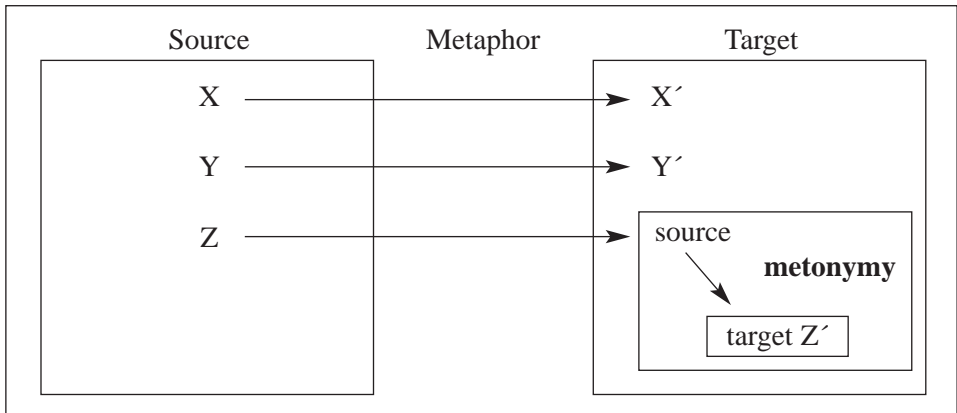 Source Metaphor Target
X X´
Y Y´
Z source
metonymy
target Z´